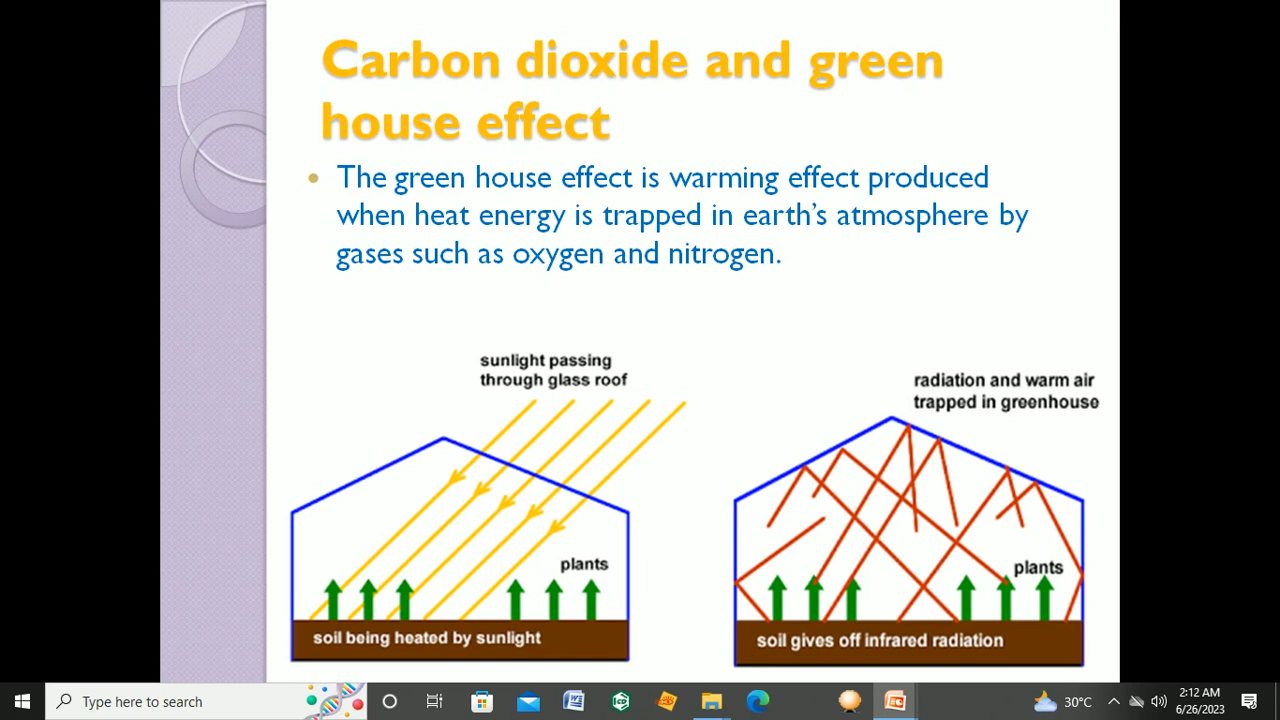 Carbon dioxide and green
house effect
The green house effect is warming effect produced
when heat energy is trapped in earth's atmosphere by
gases such as oxygen and nitrogen.
sunlight passing
through glass roof
plants
soil being heated by sunlight
radiation and warm air
trapped in greenhouse
plants
soil gives off infrared radiation
Type here to search
30°C
2:12 AM
6/26/2023